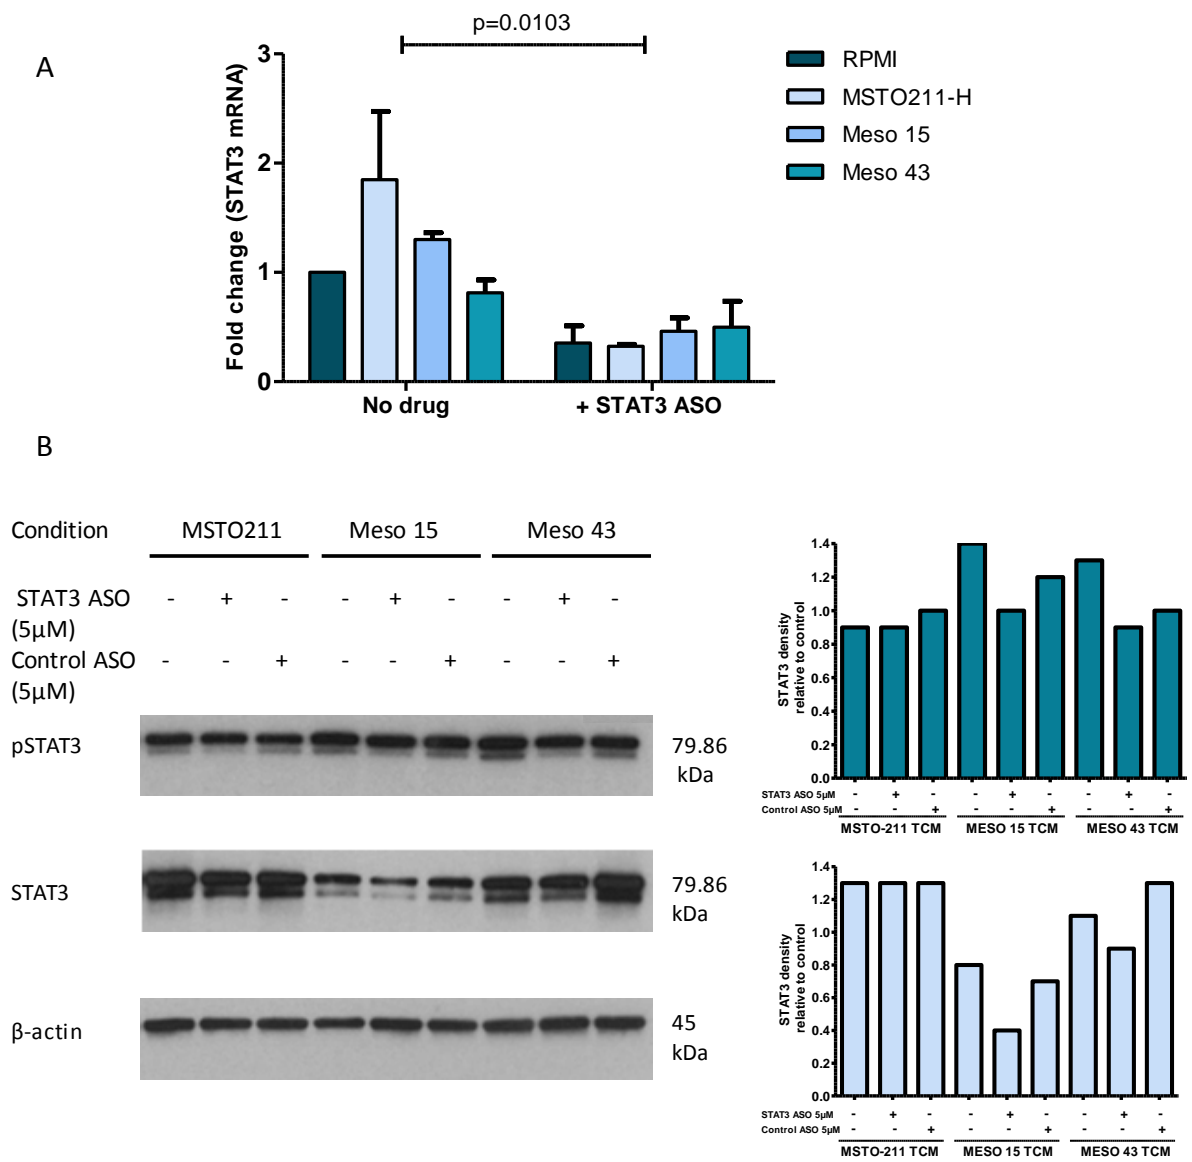 A
p=0.0103
Fold change (STAT3 mRNA)
3
2
1
0
No drug
+ STAT3 ASO
RPMI
MSTO211-H
Meso 15
Meso 43
B
Condition MSTO211 Meso 15 Meso 43
STAT3 ASO - + - - + - - + -
(5µM)
Control ASO - - + - - + - - +
(5µM)
pSTAT3
79.86
kDa
STAT3
79.86
kDa
β-actin
45
kDa
STAT3 density
relative to control
1.4
1.2
1.0
0.8
0.6
0.4
0.2
0.0
STAT3 ASO 5µM - + - - + - - + -
Control ASO 5µM - - + - - + - - +
MSTO-211 TCM MESO 15 TCM MESO 43 TCM
STAT3 density
relative to control
1.4
1.2
1.0
0.8
0.6
0.4
0.2
0.0
STAT3 ASO 5µM - + - - + - - + -
Control ASO 5µM - - + - - + - - +
MSTO-211 TCM MESO 15 TCM MESO 43 TCM